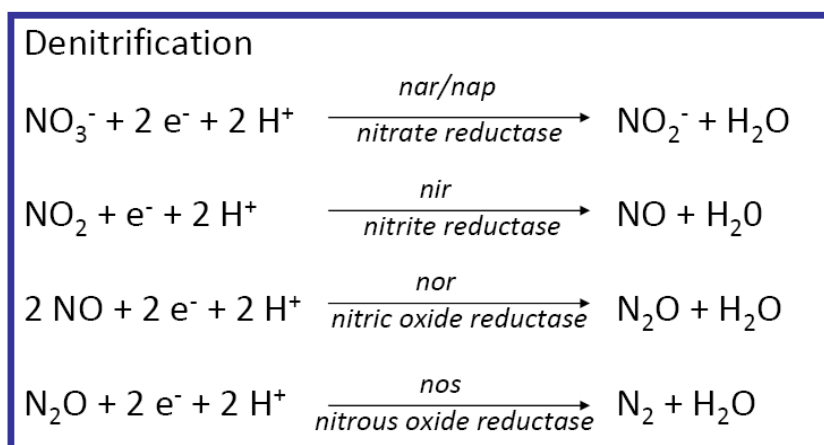 Denitrification
nar/nap
NO₃⁻ + 2 e⁻ + 2 H⁺ nitrate reductase NO₂⁻ + H₂O
nir
NO₂ + e⁻ + 2 H⁺ nitrite reductase NO + H₂0
nor
2 NO + 2 e⁻ + 2 H⁺ nitric oxide reductase N₂O + H₂O
nos
N₂O + 2 e⁻ + 2 H⁺ nitrous oxide reductase N₂ + H₂O